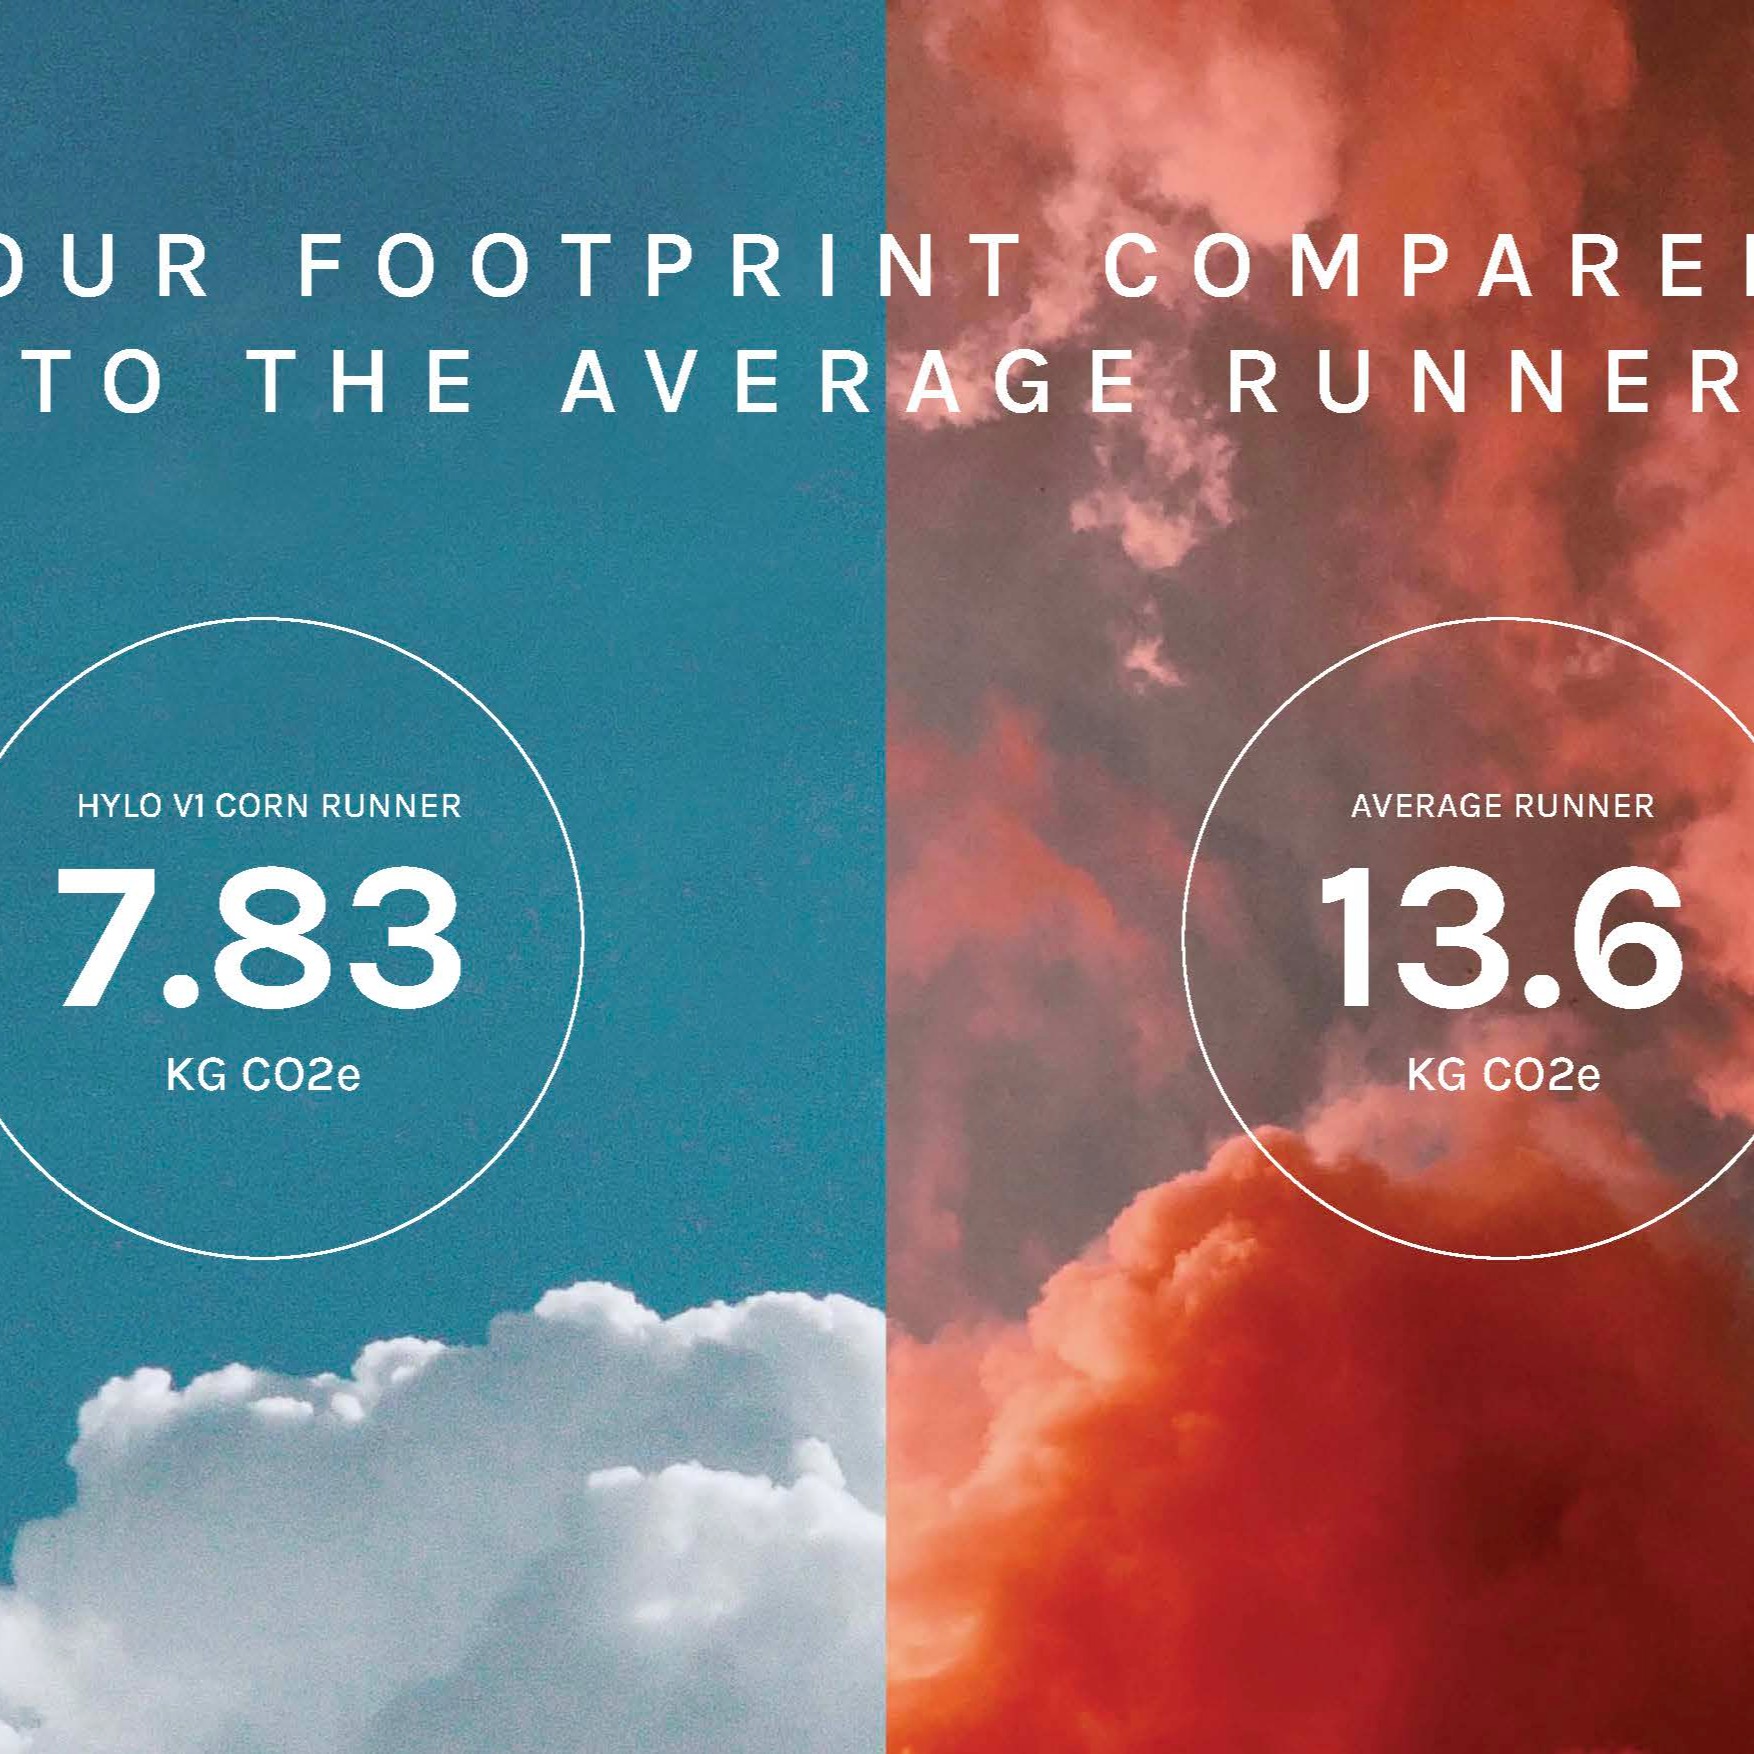 OUR FOOTPRINT COMPARED
TO THE AVERAGE RUNNER
HYLO V1 CORN RUNNER
7.83
KG CO2e
AVERAGE RUNNER
13.6
KG CO2e